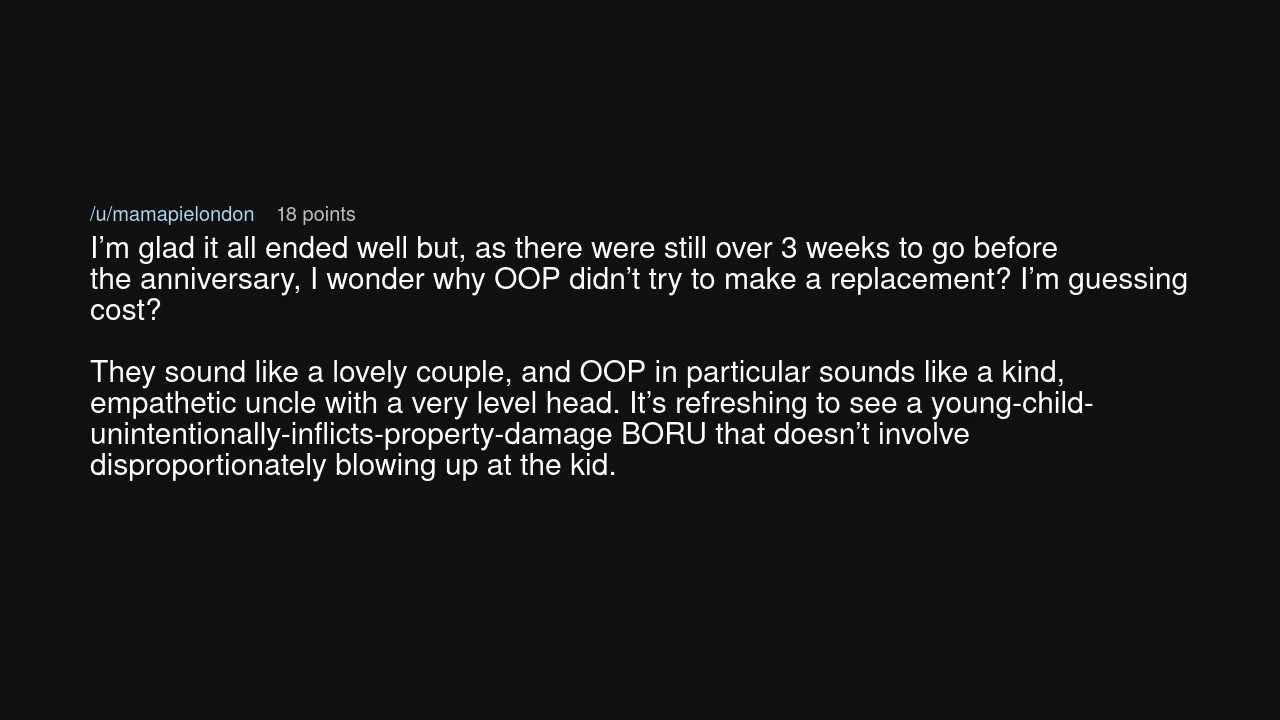 /u/mamapielondon 18 points
I’m glad it all ended well but, as there were still over 3 weeks to go before
the anniversary, I wonder why OOP didn’t try to make a replacement? I’m guessing
cost?
They sound like a lovely couple, and OOP in particular sounds like a kind,
empathetic uncle with a very level head. It’s refreshing to see a young-child-
unintentionally-inflicts-property-damage BORU that doesn’t involve
disproportionately blowing up at the kid.